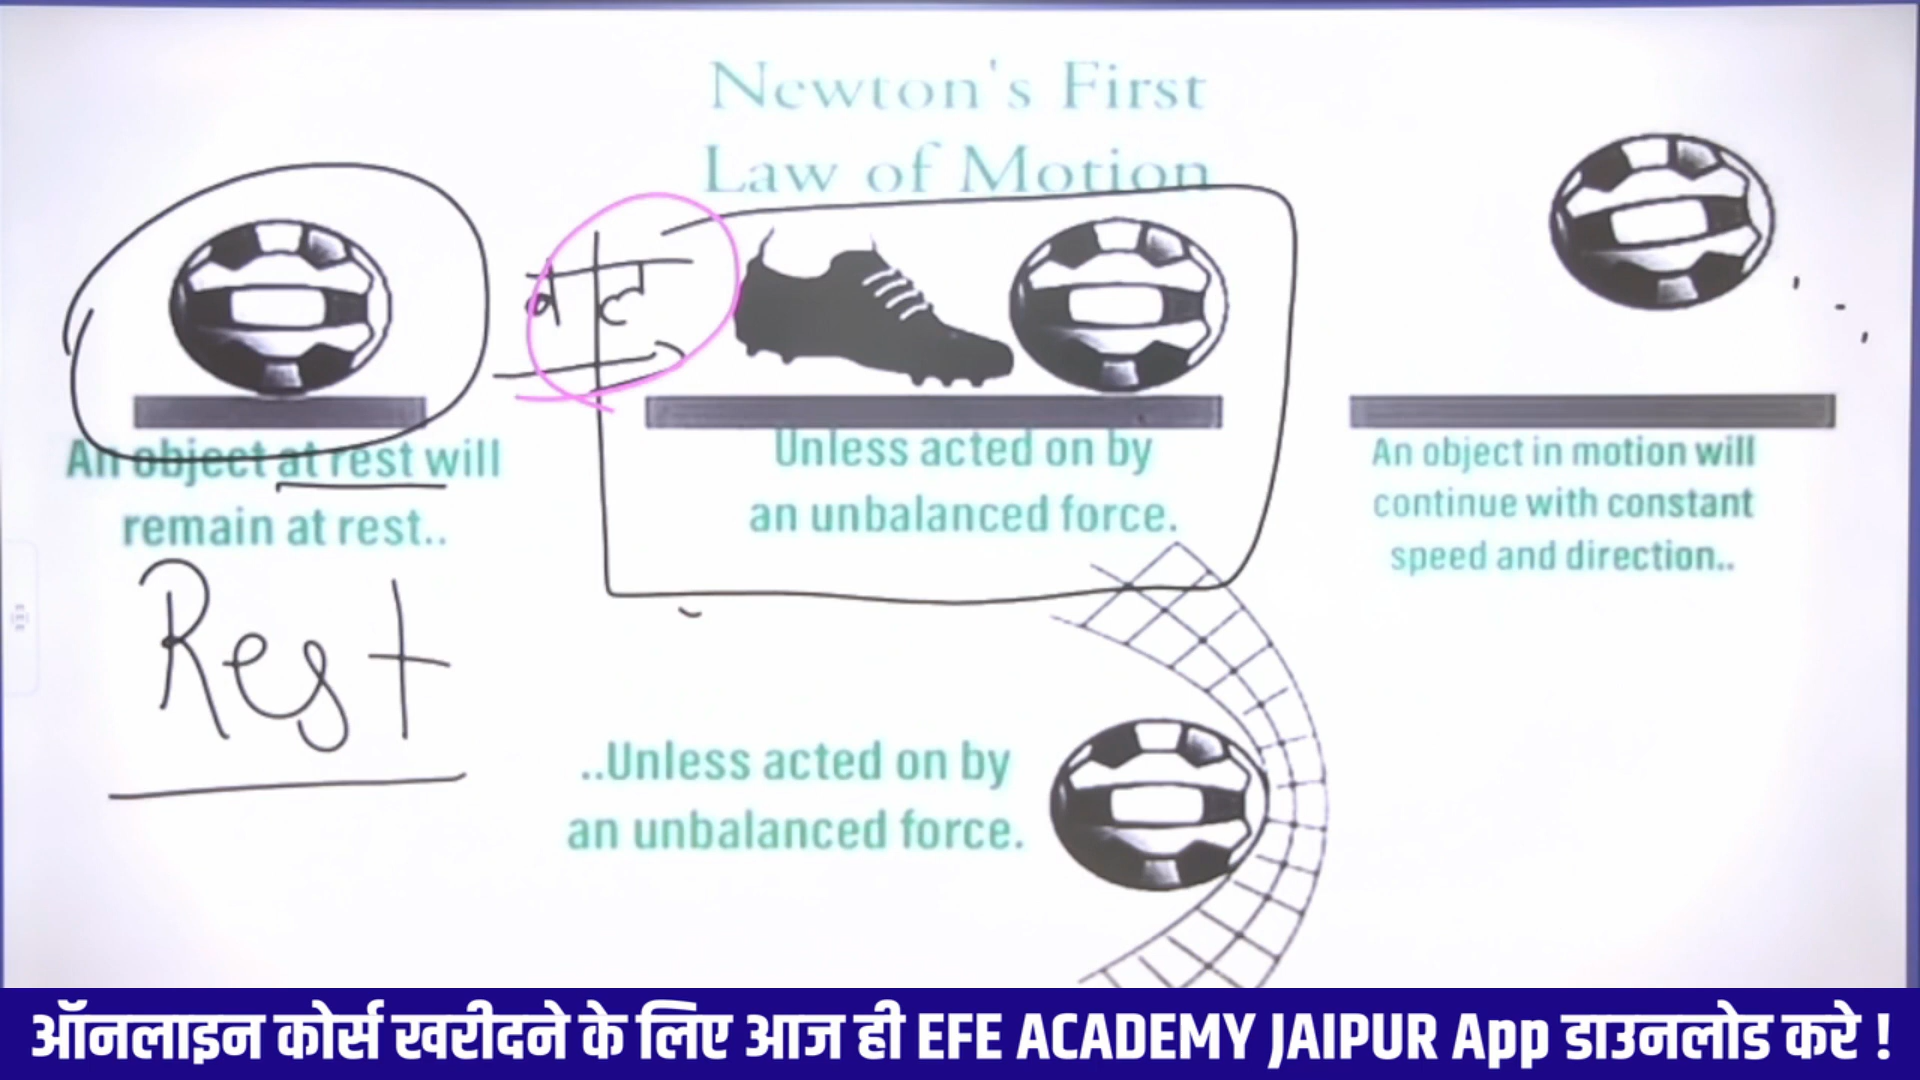 Newton's First
Law of Motion
An object at rest will
remain at rest..
Rest
बल
Unless acted on by
an unbalanced force.
An object in motion will
continue with constant
speed and direction..
..Unless acted on by
an unbalanced force.
ऑनलाइन कोर्स खरीदने के लिए आज ही EFE ACADEMY JAIPUR App डाउनलोड करे !